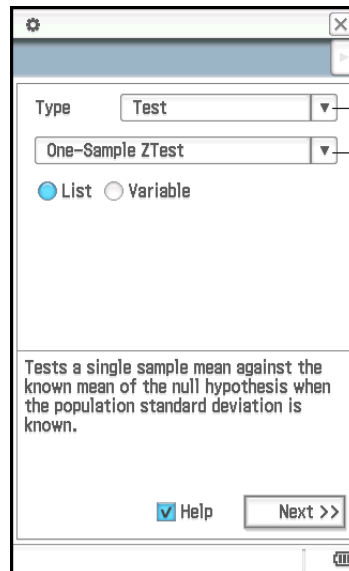 Type Test
One-Sample ZTest
List Variable
Tests a single sample mean against the
known mean of the null hypothesis when
the population standard deviation is
known.
Help Next >>